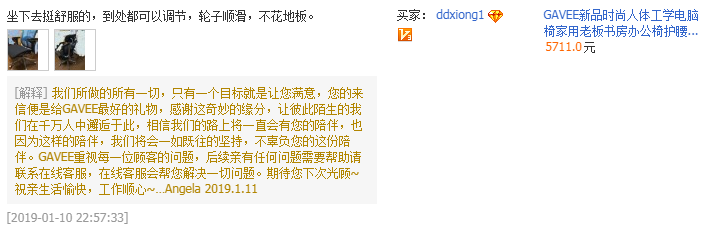 坐下去挺舒服的，到处都可以调节，轮子顺滑，不花地板。
买家： ddxiong1
GAVEE新品时尚人体工学电脑
椅家用老板书房办公椅护腰...
5711.0元
[解释] 我们所做的所有一切，只有一个目标就是让您满意，您的来
信便是给GAVEE最好的礼物，感谢这奇妙的缘分，让彼此陌生的我
们在千万人中邂逅于此，相信我们的路上将一直会有您的陪伴，也
因为这样的陪伴，我们将会一如既往的坚持，不辜负您的这份陪
伴。GAVEE重视每一位顾客的问题，后续亲有任何问题需要帮助请
联系在线客服，在线客服会帮您解决一切问题。期待您下次光顾~
祝亲生活愉快，工作顺心~...Angela 2019.1.11
[2019-01-10 22:57:33]